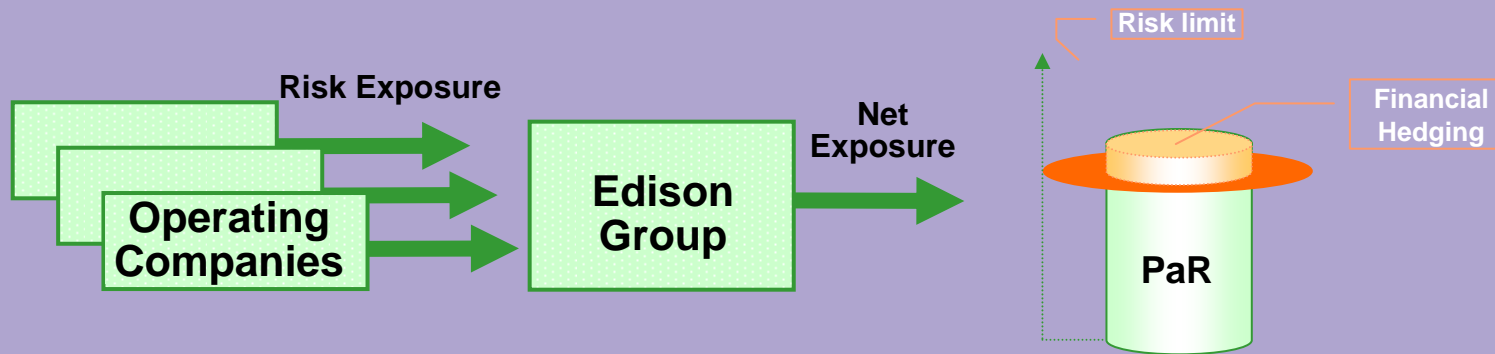 Risk Exposure
Operating
Companies
Edison
Group
Net
Exposure
Risk limit
Financial
Hedging
PaR